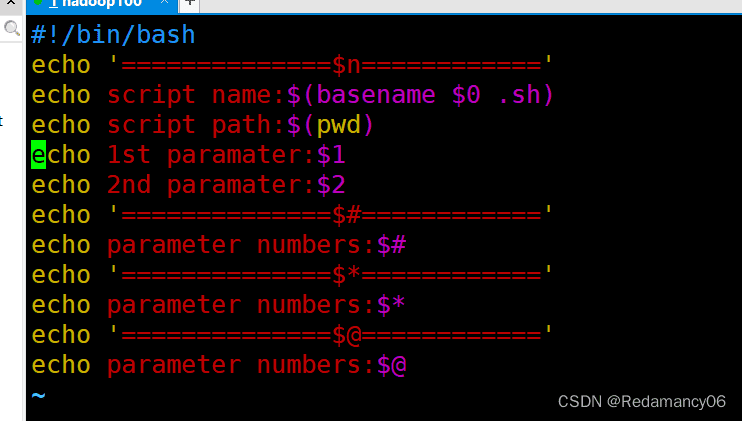 1 hadoop100
#!/bin/bash
echo '==============$n============'
echo script name:$(basename $0 .sh)
echo script path:$(pwd)
echo 1st paramater:$1
echo 2nd paramater:$2
echo '==============$#============'
echo parameter numbers:$#
echo '==============$*============'
echo parameter numbers:$*
echo '==============$@============'
echo parameter numbers:$@
~
CSDN @Redamancy06